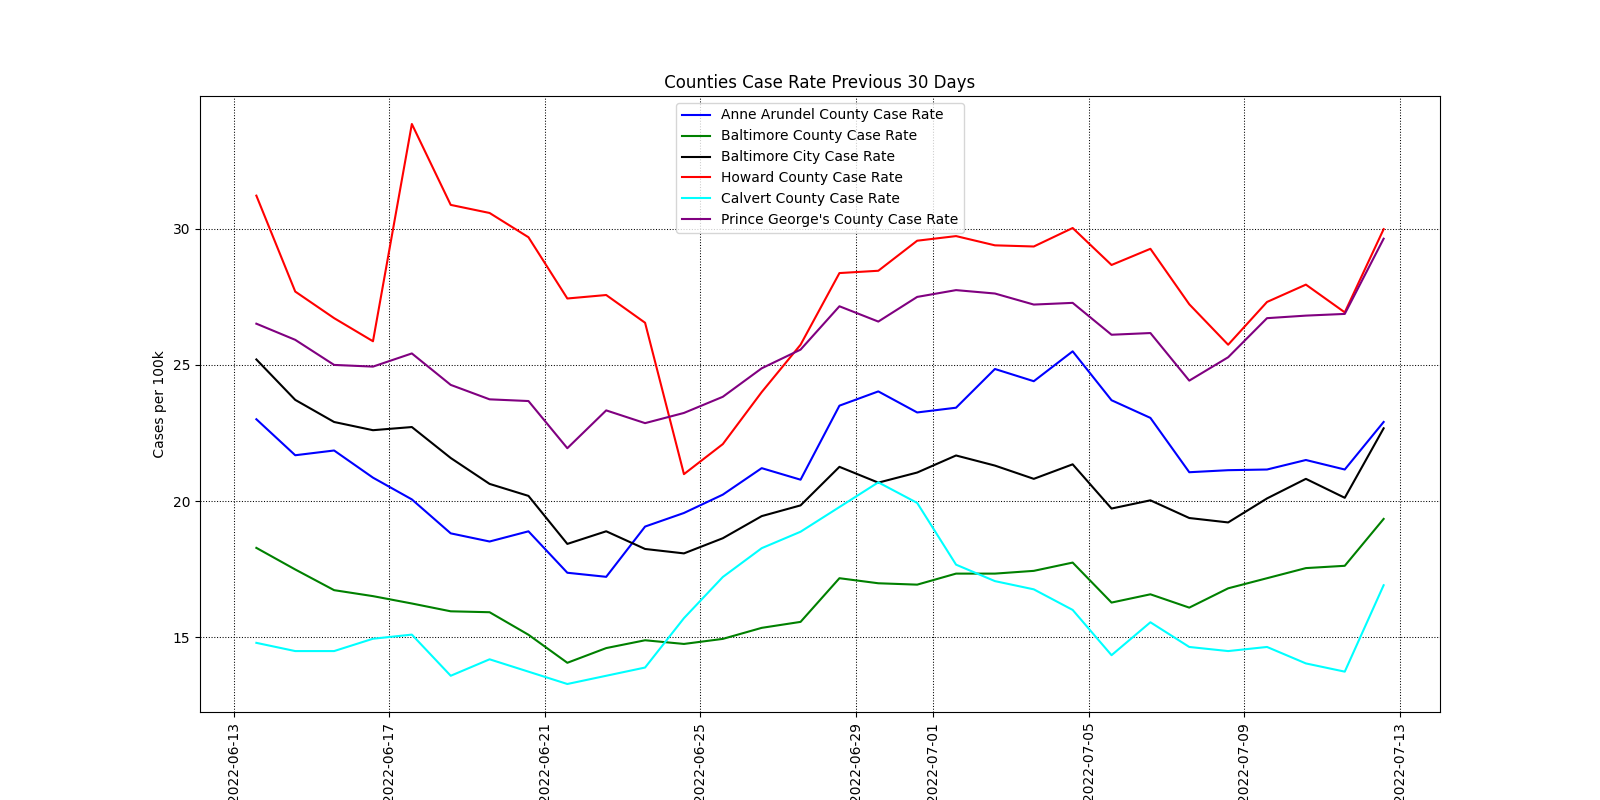 Counties Case Rate Previous 30 Days
Anne Arundel County Case Rate
Baltimore County Case Rate
Baltimore City Case Rate
Howard County Case Rate
Calvert County Case Rate
Prince George's County Case Rate
Cases per 100k
30
25
20
15
2022-06-13
2022-06-17
2022-06-21
2022-06-25
2022-06-29
2022-07-01
2022-07-05
2022-07-09
2022-07-13